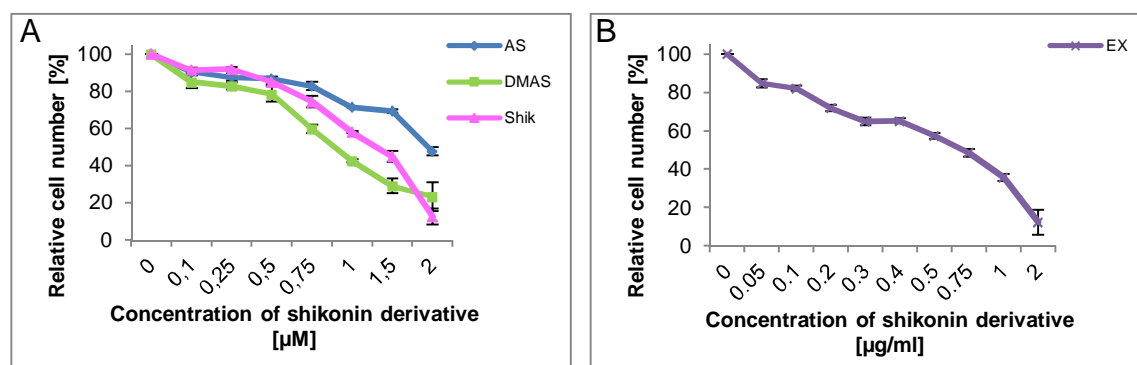 A
Relative cell number [%]
100
80
60
40
20
0
0
0,1
0,25
0,5
0,75
1
1,5
2
Concentration of shikonin derivative
[µM]
AS
DMAS
Shik
B
Relative cell number [%]
100
80
60
40
20
0
0
0.05
0.1
0.2
0.3
0.4
0.5
0.75
1
2
Concentration of shikonin derivative
[µg/ml]
EX